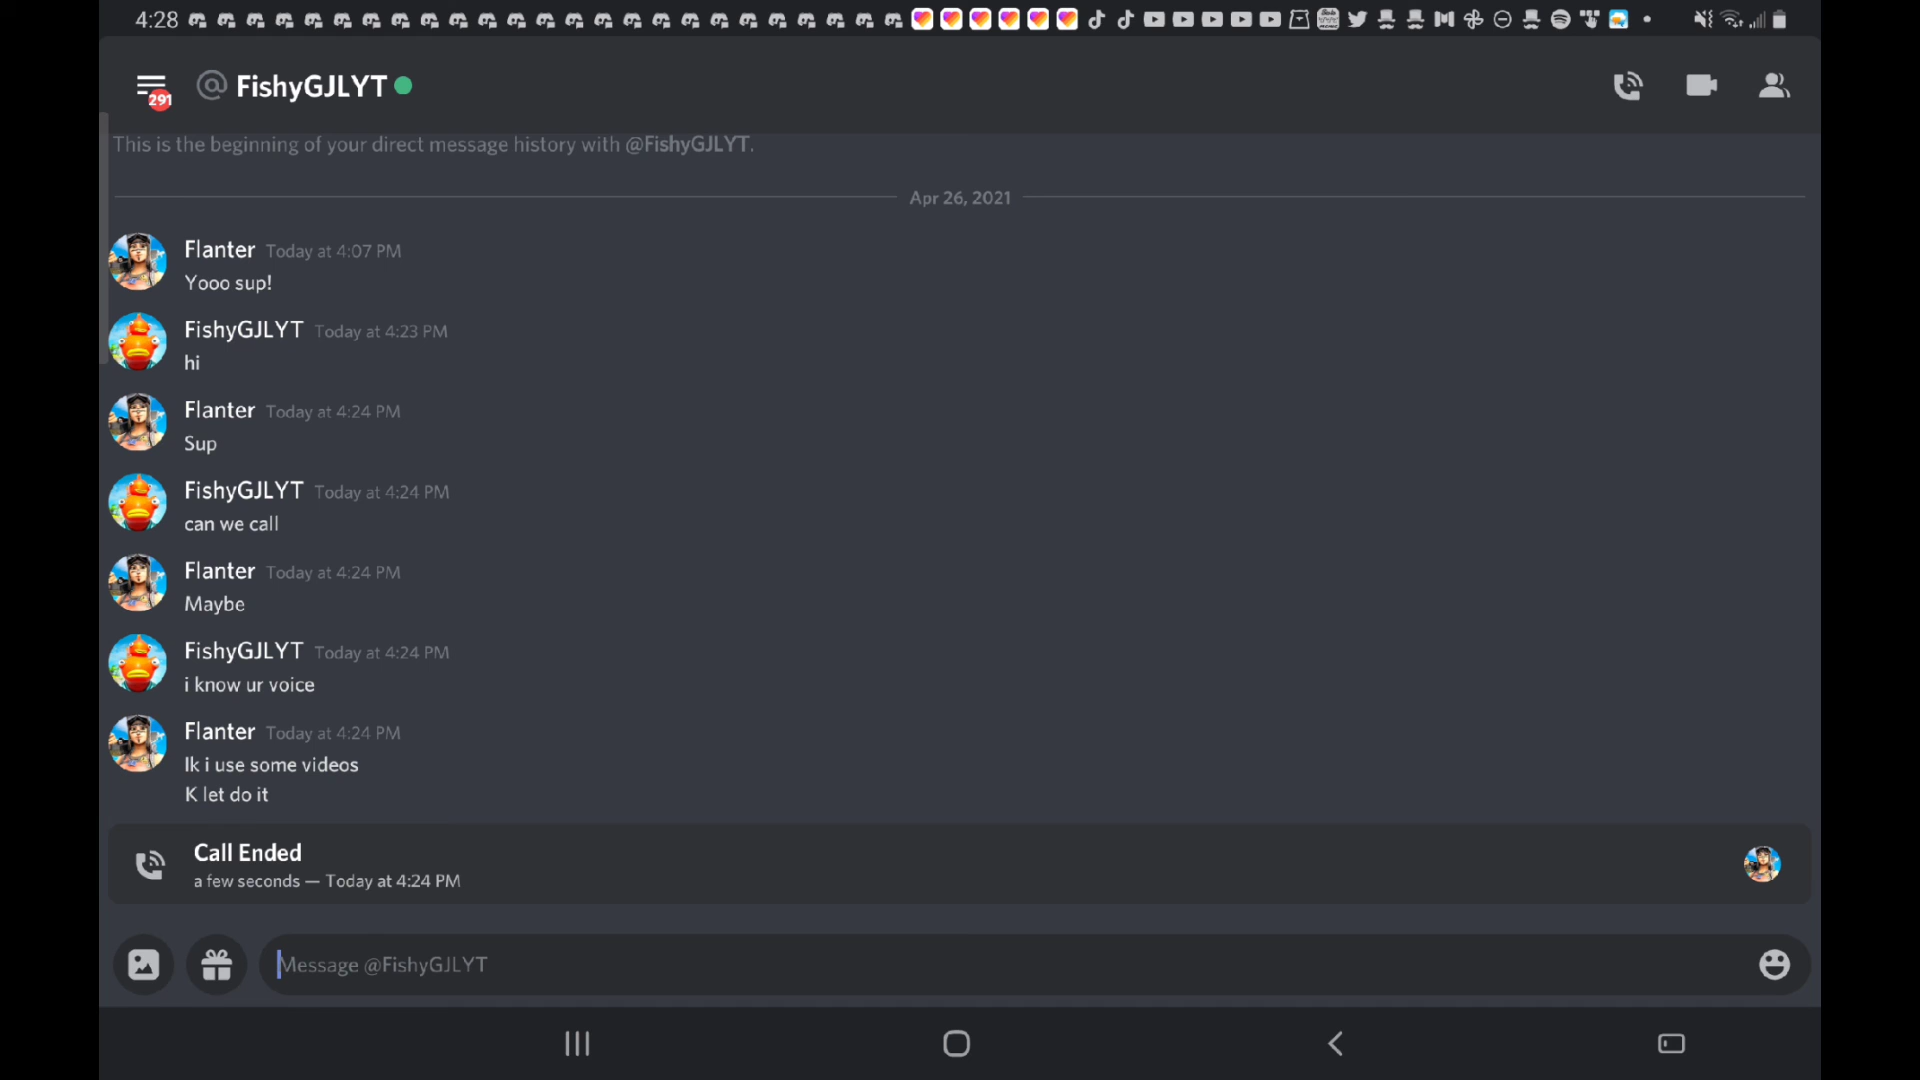 4:28
291
@ FishyGJLYT
This is the beginning of your direct message history with @FishyGJLYT.
Apr 26, 2021
Flanter Today at 4:07 PM
Yooo sup!
FishyGJLYT Today at 4:23 PM
hi
Flanter Today at 4:24 PM
Sup
FishyGJLYT Today at 4:24 PM
can we call
Flanter Today at 4:24 PM
Maybe
FishyGJLYT Today at 4:24 PM
i know ur voice
Flanter Today at 4:24 PM
Ik i use some videos
K let do it
Call Ended
a few seconds — Today at 4:24 PM
Message @FishyGJLYT